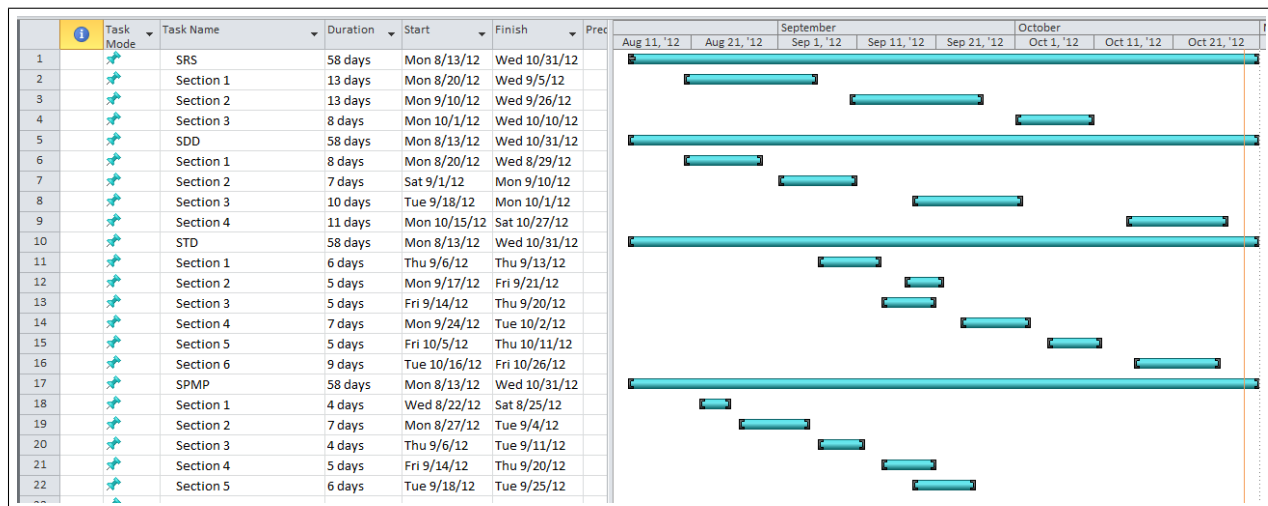 Task Mode Task Name Duration Start Finish Pred
September October N
Aug 11, '12 Aug 21, '12 Sep 1, '12 Sep 11, '12 Sep 21, '12 Oct 1, '12 Oct 11, '12 Oct 21, '12
1 SRS 58 days Mon 8/13/12 Wed 10/31/12
2 Section 1 13 days Mon 8/20/12 Wed 9/5/12
3 Section 2 13 days Mon 9/10/12 Wed 9/26/12
4 Section 3 8 days Mon 10/1/12 Wed 10/10/12
5 SDD 58 days Mon 8/13/12 Wed 10/31/12
6 Section 1 8 days Mon 8/20/12 Wed 8/29/12
7 Section 2 7 days Sat 9/1/12 Mon 9/10/12
8 Section 3 10 days Tue 9/18/12 Mon 10/1/12
9 Section 4 11 days Mon 10/15/12 Sat 10/27/12
10 STD 58 days Mon 8/13/12 Wed 10/31/12
11 Section 1 6 days Thu 9/6/12 Thu 9/13/12
12 Section 2 5 days Mon 9/17/12 Fri 9/21/12
13 Section 3 5 days Fri 9/14/12 Thu 9/20/12
14 Section 4 7 days Mon 9/24/12 Tue 10/2/12
15 Section 5 5 days Fri 10/5/12 Thu 10/11/12
16 Section 6 9 days Tue 10/16/12 Fri 10/26/12
17 SPMP 58 days Mon 8/13/12 Wed 10/31/12
18 Section 1 4 days Wed 8/22/12 Sat 8/25/12
19 Section 2 7 days Mon 8/27/12 Tue 9/4/12
20 Section 3 4 days Thu 9/6/12 Tue 9/11/12
21 Section 4 5 days Fri 9/14/12 Thu 9/20/12
22 Section 5 6 days Tue 9/18/12 Tue 9/25/12